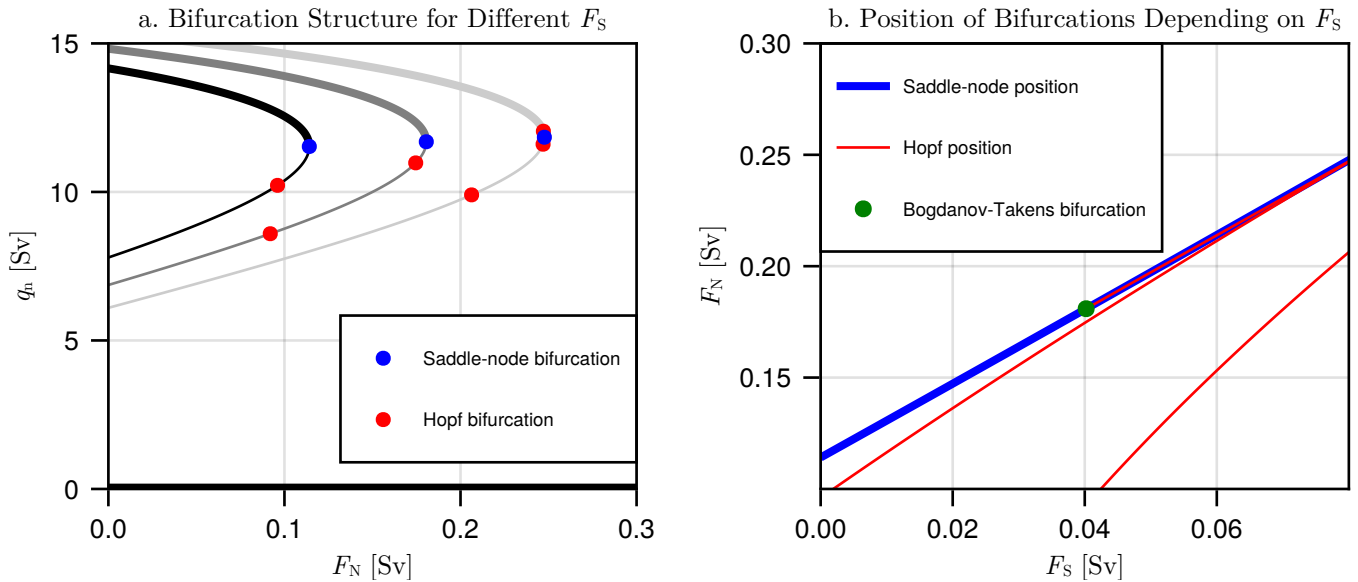 a. Bifurcation Structure for Different F_S
15
10
5
0
q_n [Sv]
Saddle-node bifurcation
Hopf bifurcation
0.0 0.1 0.2 0.3
F_N [Sv]
b. Position of Bifurcations Depending on F_S
0.30
0.25
0.20
0.15
F_N [Sv]
Saddle-node position
Hopf position
Bogdanov-Takens bifurcation
0.00 0.02 0.04 0.06
F_S [Sv]